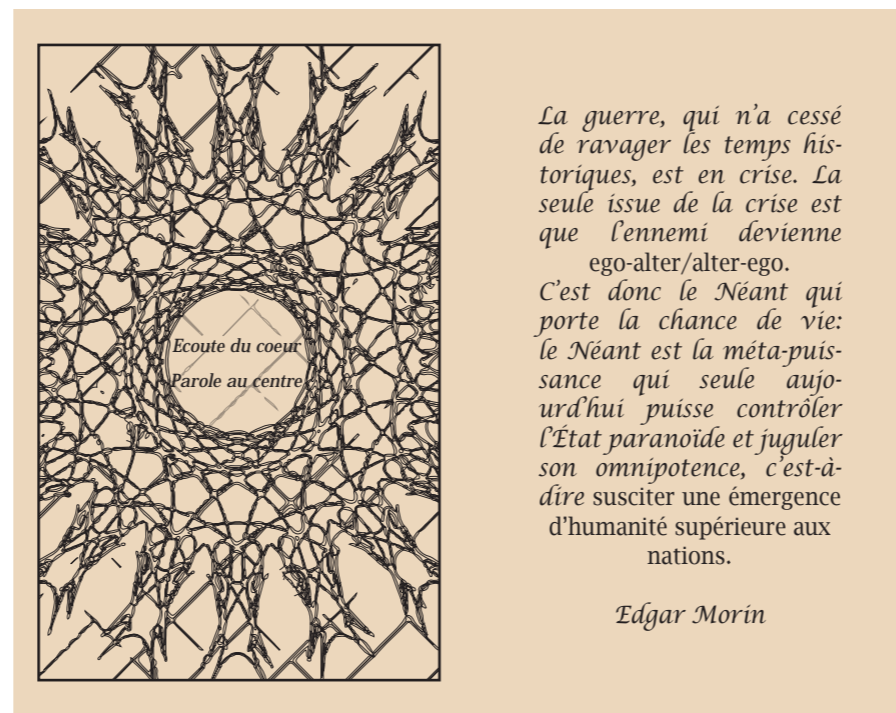 Ecoute du coeur
Parole au centre
La guerre, qui n'a cessé
de ravager les temps his-
toriques, est en crise. La
seule issue de la crise est
que l'ennemi devienne
ego-alter/alter-ego.
C'est donc le Néant qui
porte la chance de vie:
le Néant est la méta-puis-
sance qui seule aujo-
urd'hui puisse contrôler
l'État paranoïde et juguler
son omnipotence, c'est-à-
dire susciter une émergence
d'humanité supérieure aux
nations.
Edgar Morin